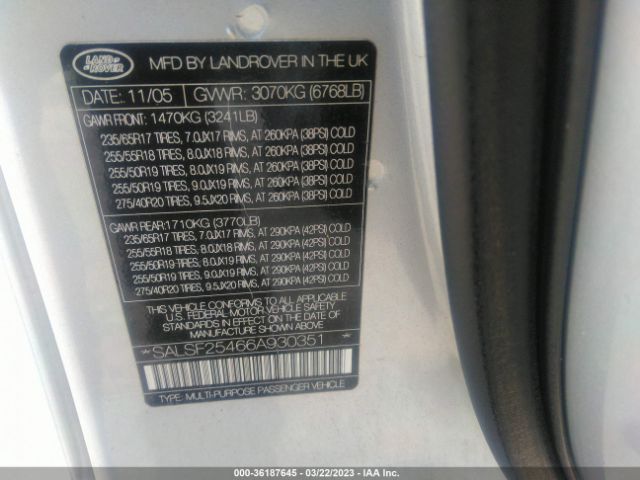 LAND
ROVER
MFD BY LANDROVER IN THE UK
DATE: 11/05 GVWR: 3070KG (6768LB)
GAWR FRONT: 1470KG (3241LB)
235/65R17 TIRES, 7.0JX17 RIMS, AT 260KPA (38PSI) COLD
255/55R18 TIRES, 8.0JX18 RIMS, AT 260KPA (38PSI) COLD
255/50R19 TIRES, 8.0JX19 RIMS, AT 260KPA (38PSI) COLD
255/50R19 TIRES, 9.0JX19 RIMS, AT 260KPA (38PSI) COLD
275/40R20 TIRES, 9.5JX20 RIMS, AT 260KPA (38PSI) COLD
GAWR REAR: 1710KG (3770LB)
235/65R17 TIRES, 7.0JX17 RIMS, AT 290KPA (42PSI) COLD
255/55R18 TIRES, 8.0JX18 RIMS, AT 290KPA (42PSI) COLD
255/50R19 TIRES, 8.0JX19 RIMS, AT 290KPA (42PSI) COLD
255/50R19 TIRES, 9.0JX19 RIMS, AT 290KPA (42PSI) COLD
275/40R20 TIRES, 9.5JX20 RIMS, AT 290KPA (42PSI) COLD
THIS VEHICLE CONFORMS TO ALL APPLICABLE
U.S. FEDERAL MOTOR VEHICLE SAFETY
STANDARDS IN EFFECT ON THE DATE OF
MANUFACTURE SHOWN ABOVE
*SALSF25466A930351*
TYPE: MULTI-PURPOSE PASSENGER VEHICLE
000-36187645 - 03/22/2023 - IAA Inc.